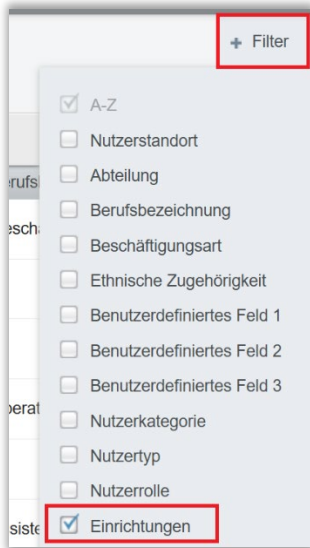 + Filter
A-Z
Nutzerstandort
Abteilung
Berufsbezeichnung
Beschäftigungsart
Ethnische Zugehörigkeit
Benutzerdefiniertes Feld 1
Benutzerdefiniertes Feld 2
Benutzerdefiniertes Feld 3
Nutzerkategorie
Nutzertyp
Nutzerrolle
Einrichtungen